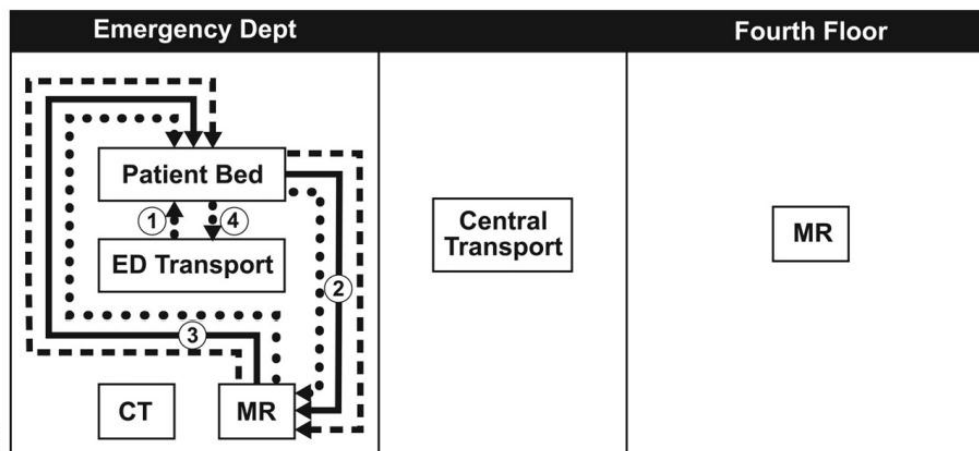 Emergency Dept
Fourth Floor
Patient Bed
1
4
ED Transport
2
3
CT
MR
Central
Transport
MR